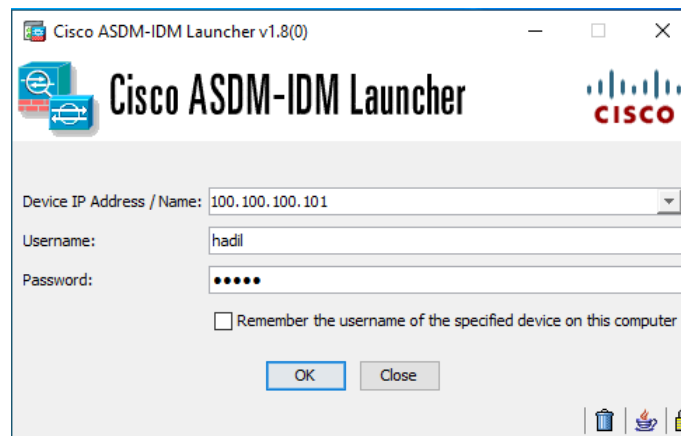 Cisco ASDM-IDM Launcher v1.8(0)
Cisco ASDM-IDM Launcher
CISCO
Device IP Address / Name: 100.100.100.101
Username: hadil
Password: •••••
Remember the username of the specified device on this computer
OK Close